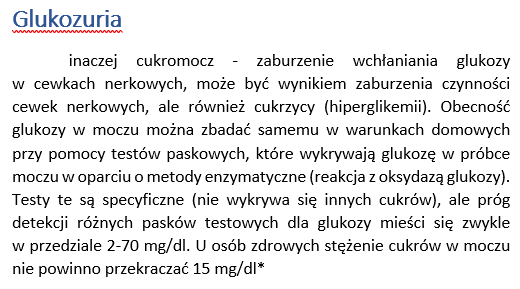 Glukozuria
inaczej cukromocz - zaburzenie wchłaniania glukozy
w cewkach nerkowych, może być wynikiem zaburzenia czynności
cewek nerkowych, ale również cukrzycy (hiperglikemii). Obecność
glukozy w moczu można zbadać samemu w warunkach domowych
przy pomocy testów paskowych, które wykrywają glukozę w próbce
moczu w oparciu o metody enzymatyczne (reakcja z oksydazą glukozy).
Testy te są specyficzne (nie wykrywa się innych cukrów), ale próg
detekcji różnych pasków testowych dla glukozy mieści się zwykle
w przedziale 2-70 mg/dl. U osób zdrowych stężenie cukrów w moczu
nie powinno przekraczać 15 mg/dl*